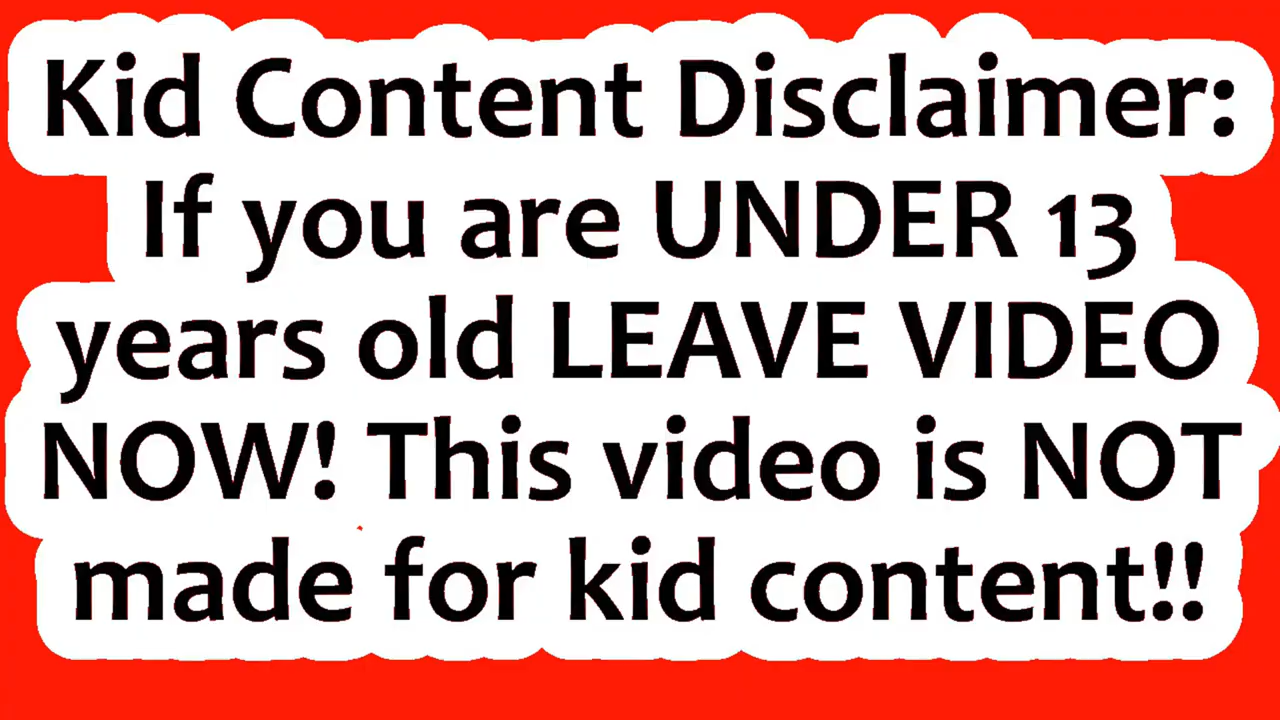 Kid Content Disclaimer:
If you are UNDER 13
years old LEAVE VIDEO
NOW! This video is NOT
made for kid content!!